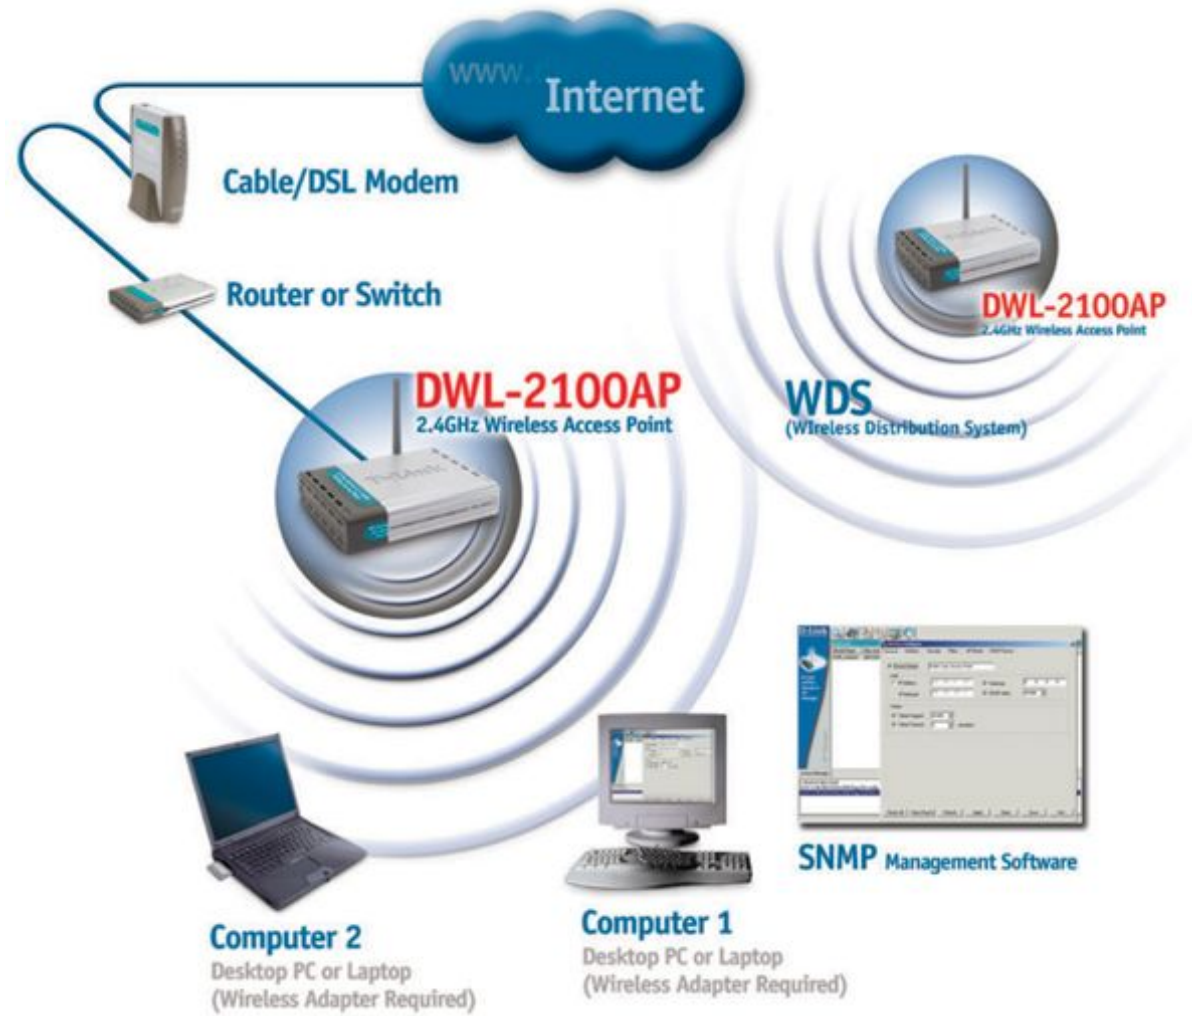 www.
Internet
Cable/DSL Modem
Router or Switch
DWL-2100AP
2.4GHz Wireless Access Point
DWL-2100AP
2.4GHz Wireless Access Point
WDS
(WIreless Distribution System)
D-Link
SNMP Management Software
Computer 1
Desktop PC or Laptop
(Wireless Adapter Required)
Computer 2
Desktop PC or Laptop
(Wireless Adapter Required)